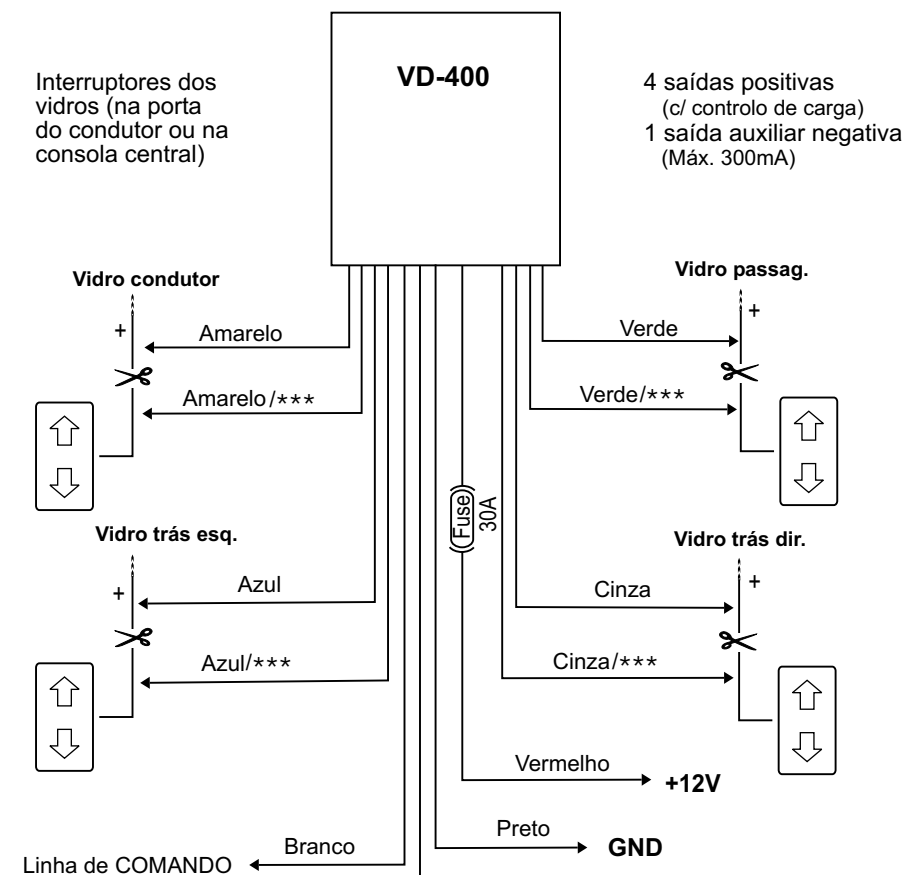 VD-400
Interruptores dos
vidros (na porta
do condutor ou na
consola central)
4 saídas positivas
(c/ controlo de carga)
1 saída auxiliar negativa
(Máx. 300mA)
Vidro condutor
+
Amarelo
Amarelo/***
Vidro passag.
+
Verde
Verde/***
Fuse
30A
Vidro trás esq.
+
Azul
Azul/***
Vidro trás dir.
+
Cinza
Cinza/***
Vermelho
+12V
Preto
GND
Branco
Linha de COMANDO